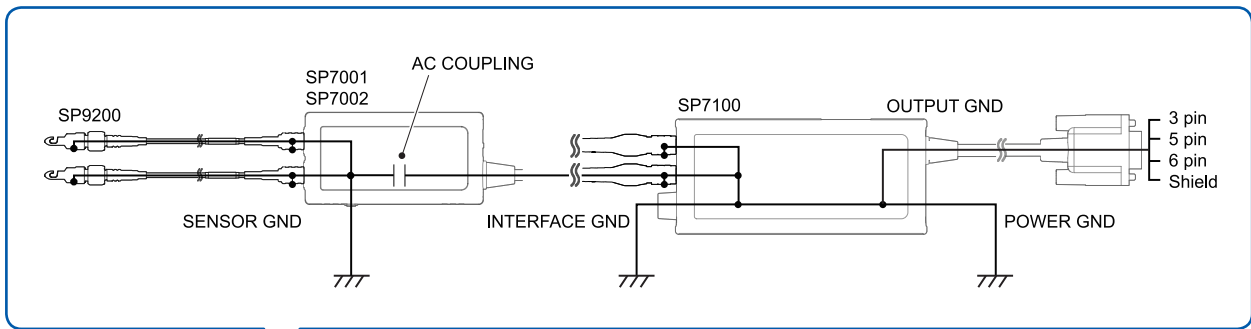 AC COUPLING
SP7001
SP7002
SP9200
SP7100
OUTPUT GND
3 pin
5 pin
6 pin
Shield
SENSOR GND
INTERFACE GND
POWER GND